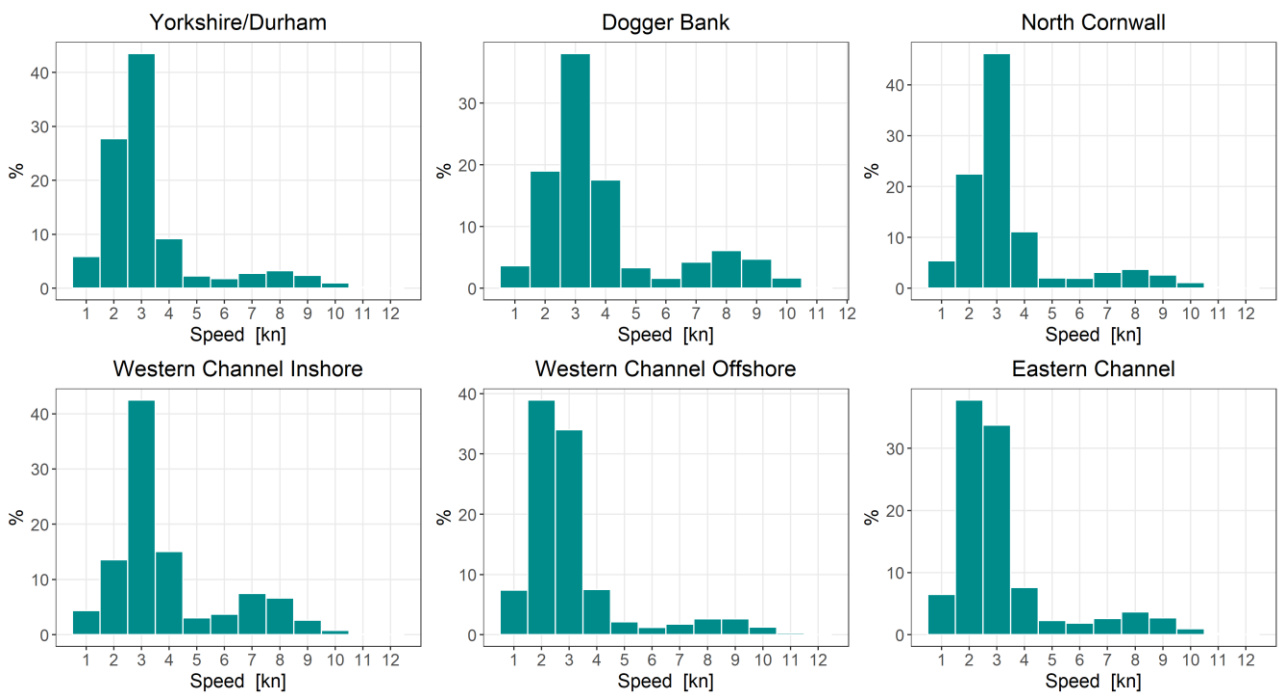 Yorkshire/Durham
Dogger Bank
North Cornwall
%
40
30
20
10
0
1 2 3 4 5 6 7 8 9 10 11 12
Speed [kn]
%
30
20
10
0
1 2 3 4 5 6 7 8 9 10 11 12
Speed [kn]
%
40
30
20
10
0
1 2 3 4 5 6 7 8 9 10 11 12
Speed [kn]
Western Channel Inshore
Western Channel Offshore
Eastern Channel
%
40
30
20
10
0
1 2 3 4 5 6 7 8 9 10 11 12
Speed [kn]
%
40
30
20
10
0
1 2 3 4 5 6 7 8 9 10 11 12
Speed [kn]
%
30
20
10
0
1 2 3 4 5 6 7 8 9 10 11 12
Speed [kn]